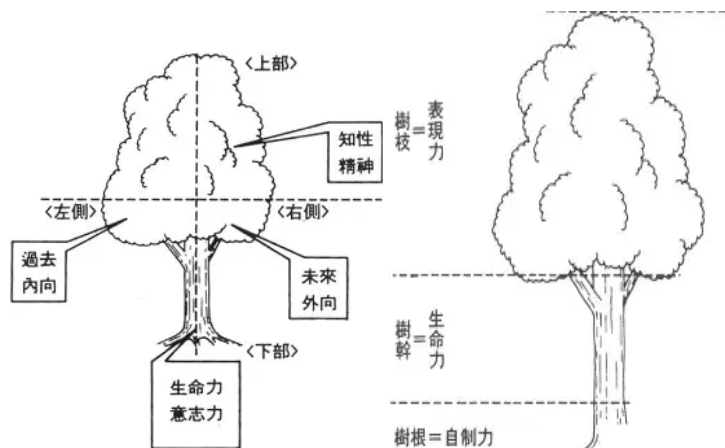 〈上部〉
知性
精神
〈左側〉
〈右側〉
過去
內向
未來
外向
〈下部〉
生命力
意志力
樹枝＝表現力
樹幹＝生命力
樹根＝自制力